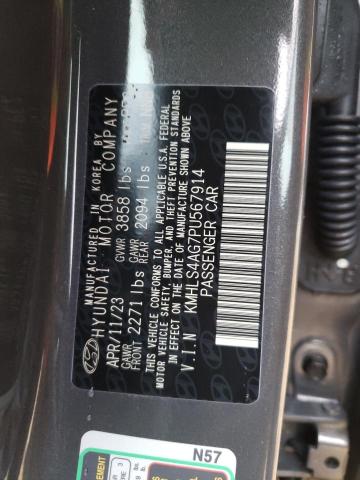 MANUFACTURED IN KOREA BY
HYUNDAI MOTOR COMPANY
APR/11/23 GVWR 3858 lbs
GAWR FRONT 2271 lbs GAWR REAR 2094 lbs
THIS VEHICLE CONFORMS TO ALL APPLICABLE U.S.A. FEDERAL
MOTOR VEHICLE SAFETY, BUMPER, AND THEFT PREVENTION STANDARDS
IN EFFECT ON THE DATE OF MANUFACTURE SHOWN ABOVE.
V.I.N KMHLS4AG7PU567914
PASSENGER CAR
N57